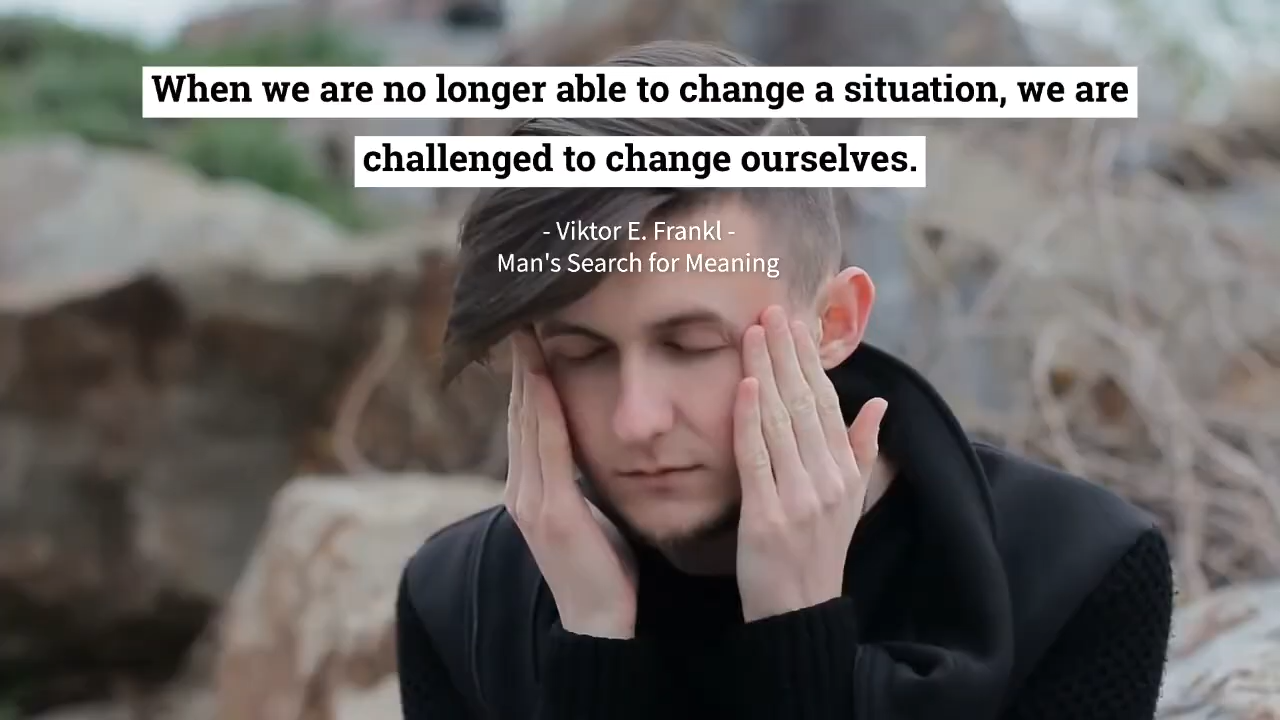 When we are no longer able to change a situation, we are
challenged to change ourselves.
- Viktor E. Frankl -
Man's Search for Meaning